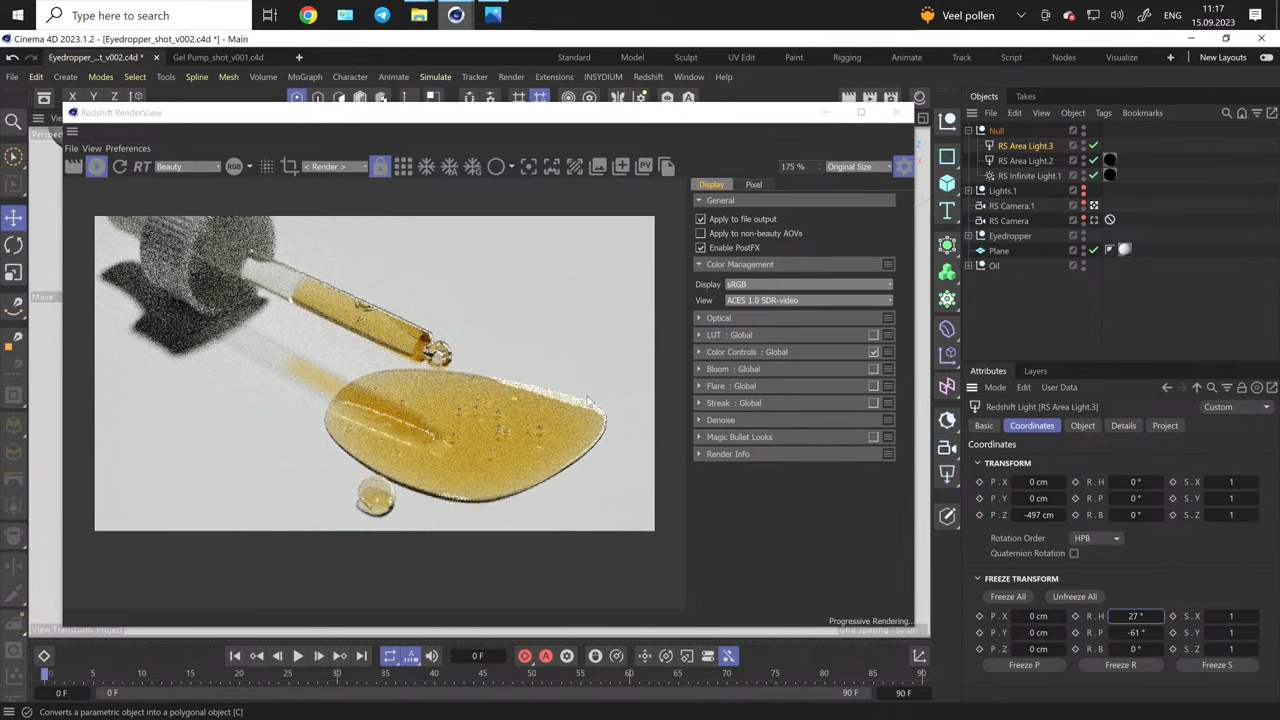 Type here to search
Veel pollen
ENG
11:17
15.09.2023
Cinema 4D 2023.1.2 - [Eyedropper_shot_v002.c4d *] - Main
Eyedropper_...t_v002.c4d *
Gel Pump_shot_v001.c4d
Standard
Model
Sculpt
UV Edit
Paint
Rigging
Animate
Track
Script
Nodes
Visualize
New Layouts
File Edit Create Modes Select Tools Spline Mesh Volume MoGraph Character Animate Simulate Tracker Render Extensions INSYDIUM Redshift Window Help
X Y Z
Objects Takes
File Edit View Object Tags Bookmarks
Redshift RenderView
File View Preferences
RT Beauty RGB < Render > PV 175 % Original Size
Display Pixel
General
Apply to file output
Apply to non-beauty AOVs
Enable PostFX
Color Management
Display sRGB
View ACES 1.0 SDR-video
Optical
LUT : Global
Color Controls : Global
Bloom : Global
Flare : Global
Streak : Global
Denoise
Magic Bullet Looks
Render Info
Progressive Rendering...
Move
View Transform: Project
Grid Spacing : 50 cm
Null
RS Area Light.3
RS Area Light.2
RS Infinite Light.1
Lights.1
RS Camera.1
RS Camera
Eyedropper
Plane
Oil
Attributes Layers
Mode Edit User Data
Redshift Light [RS Area Light.3]
Custom
Basic Coordinates Object Details Project
Coordinates
TRANSFORM
P . X 0 cm R . H 0 ° S . X 1
P . Y 0 cm R . P 0 ° S . Y 1
P . Z -497 cm R . B 0 ° S . Z 1
Rotation Order HPB
Quaternion Rotation
FREEZE TRANSFORM
Freeze All Unfreeze All
P . X 0 cm R . H 27 ° S . X 1
P . Y 0 cm R . P -61 ° S . Y 1
P . Z 0 cm R . B 0 ° S . Z 1
Freeze P Freeze R Freeze S
0 F
0 5 10 15 20 25 30 35 40 45 50 55 60 65 70 75 80 85 90
0 F 0 F 90 F 90 F
Converts a parametric object into a polygonal object [C]